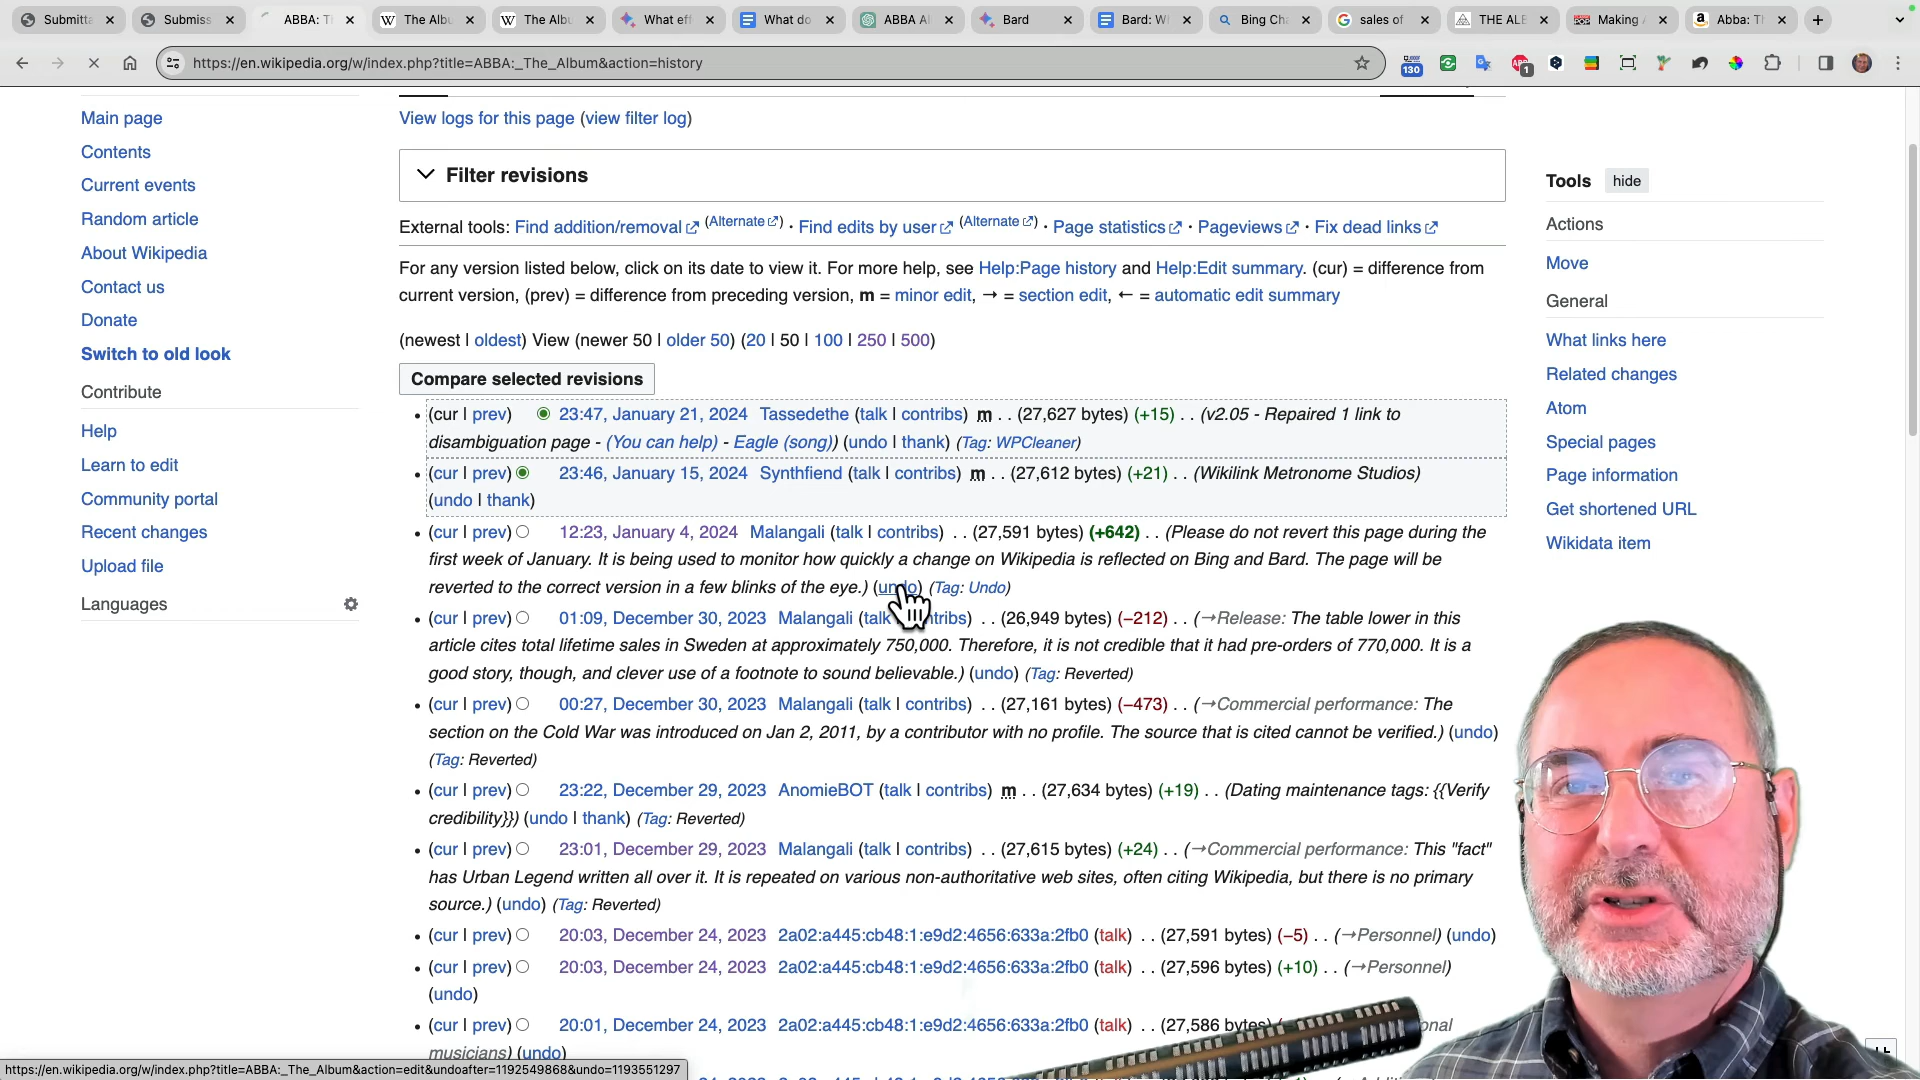 Submitta
Submiss
ABBA: Th
The Albu
The Albu
What eff
What do
ABBA Al
Bard
Bard: W
Bing Cha
sales of
THE ALB
Making
Abba: Th
https://en.wikipedia.org/w/index.php?title=ABBA:_The_Album&action=history
130
1
Main page
Contents
Current events
Random article
About Wikipedia
Contact us
Donate
Switch to old look
Contribute
Help
Learn to edit
Community portal
Recent changes
Upload file
Languages
View logs for this page (view filter log)
Filter revisions
External tools: Find addition/removal (Alternate) · Find edits by user (Alternate) · Page statistics · Pageviews · Fix dead links
For any version listed below, click on its date to view it. For more help, see Help:Page history and Help:Edit summary. (cur) = difference from
current version, (prev) = difference from preceding version, m = minor edit, → = section edit, ← = automatic edit summary
(newest | oldest) View (newer 50 | older 50) (20 | 50 | 100 | 250 | 500)
Compare selected revisions
(cur | prev) 23:47, January 21, 2024 Tassedethe (talk | contribs) m . . (27,627 bytes) (+15) . . (v2.05 - Repaired 1 link to
disambiguation page - (You can help) - Eagle (song)) (undo | thank) (Tag: WPCleaner)
(cur | prev) 23:46, January 15, 2024 Synthfiend (talk | contribs) m . . (27,612 bytes) (+21) . . (Wikilink Metronome Studios)
(undo | thank)
(cur | prev) 12:23, January 4, 2024 Malangali (talk | contribs) . . (27,591 bytes) (+642) . . (Please do not revert this page during the
first week of January. It is being used to monitor how quickly a change on Wikipedia is reflected on Bing and Bard. The page will be
reverted to the correct version in a few blinks of the eye.) (undo) (Tag: Undo)
(cur | prev) 01:09, December 30, 2023 Malangali (talk tribs) . . (26,949 bytes) (−212) . . (→Release: The table lower in this
article cites total lifetime sales in Sweden at approximately 750,000. Therefore, it is not credible that it had pre-orders of 770,000. It is a
good story, though, and clever use of a footnote to sound believable.) (undo) (Tag: Reverted)
(cur | prev) 00:27, December 30, 2023 Malangali (talk | contribs) . . (27,161 bytes) (−473) . . (→Commercial performance: The
section on the Cold War was introduced on Jan 2, 2011, by a contributor with no profile. The source that is cited cannot be verified.) (undo)
(Tag: Reverted)
(cur | prev) 23:22, December 29, 2023 AnomieBOT (talk | contribs) m . . (27,634 bytes) (+19) . . (Dating maintenance tags: {{Verify
credibility}}) (undo | thank) (Tag: Reverted)
(cur | prev) 23:01, December 29, 2023 Malangali (talk | contribs) . . (27,615 bytes) (+24) . . (→Commercial performance: This "fact"
has Urban Legend written all over it. It is repeated on various non-authoritative web sites, often citing Wikipedia, but there is no primary
source.) (undo) (Tag: Reverted)
(cur | prev) 20:03, December 24, 2023 2a02:a445:cb48:1:e9d2:4656:633a:2fb0 (talk) . . (27,591 bytes) (−5) . . (→Personnel) (undo)
(cur | prev) 20:03, December 24, 2023 2a02:a445:cb48:1:e9d2:4656:633a:2fb0 (talk) . . (27,596 bytes) (+10) . . (→Personnel)
(undo)
(cur | prev) 20:01, December 24, 2023 2a02:a445:cb48:1:e9d2:4656:633a:2fb0 (talk) . . (27,586 bytes) onal
musicians) (undo)
Tools hide
Actions
Move
General
What links here
Related changes
Atom
Special pages
Page information
Get shortened URL
Wikidata item
https://en.wikipedia.org/w/index.php?title=ABBA:_The_Album&action=edit&undoafter=1192549868&undo=1193551297